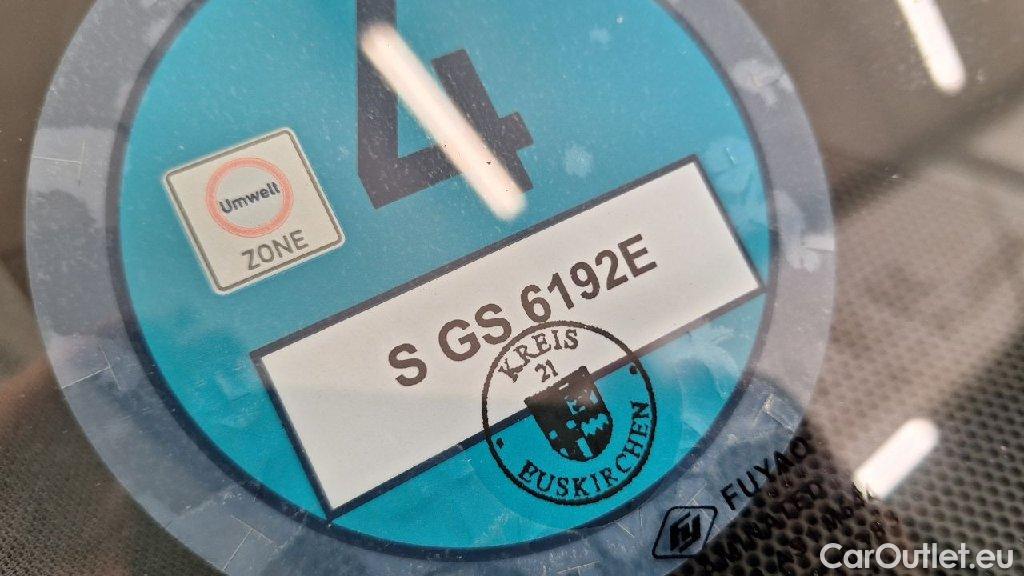 4
Umwelt
ZONE
S GS 6192E
KREIS
21
EUSKIRCHEN
FUYAO
CarOutlet.eu